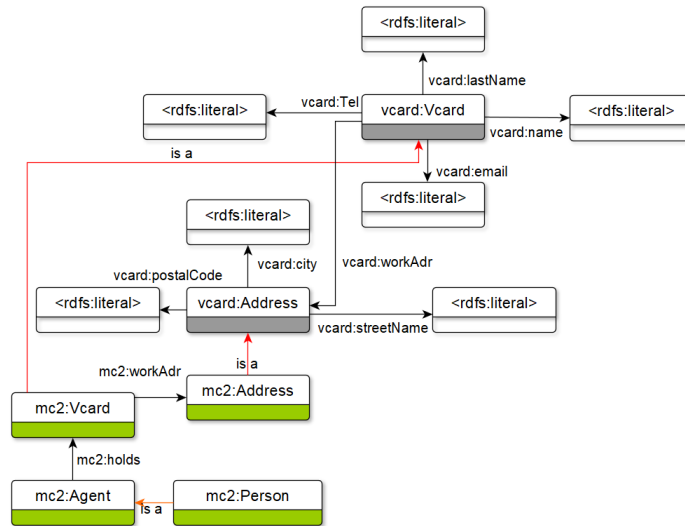 <rdfs:literal>
vcard:lastName
vcard:Tel
<rdfs:literal>
vcard:Vcard
<rdfs:literal>
vcard:name
is a
vcard:email
<rdfs:literal>
<rdfs:literal>
vcard:city
vcard:workAdr
vcard:postalCode
<rdfs:literal>
vcard:Address
<rdfs:literal>
vcard:streetName
is a
mc2:workAdr
mc2:Address
mc2:Vcard
mc2:holds
mc2:Agent
is a
mc2:Person